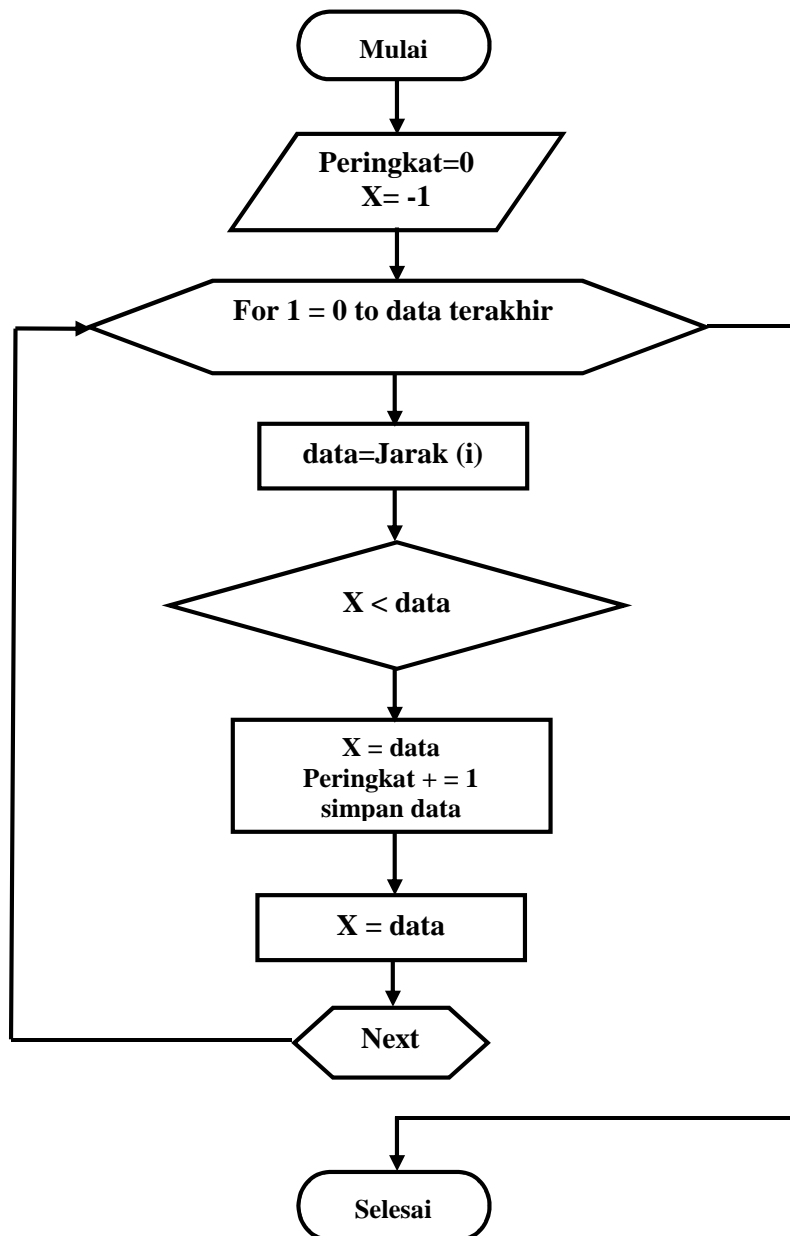 Mulai
Peringkat=0
X= -1
For 1 = 0 to data terakhir
data=Jarak (i)
X < data
X = data
Peringkat + = 1
simpan data
X = data
Next
Selesai